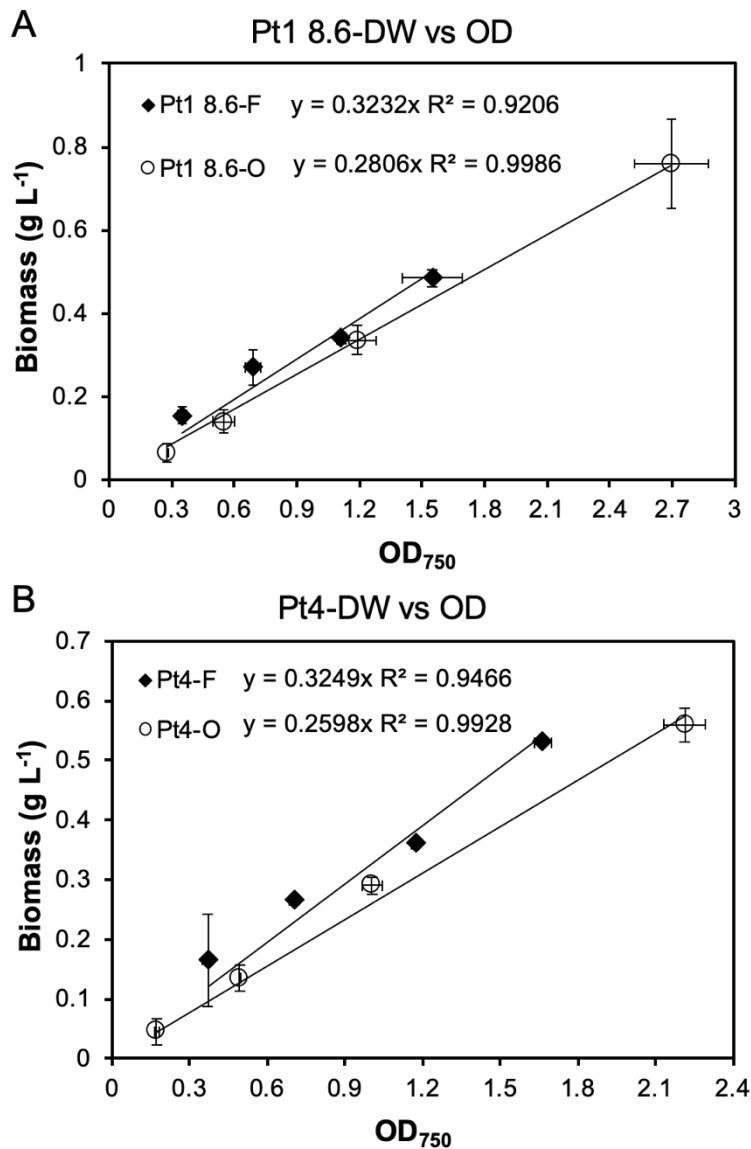 A
Pt1 8.6-DW vs OD
1
Pt1 8.6-F y = 0.3232x R² = 0.9206
Pt1 8.6-O y = 0.2806x R² = 0.9986
0.8
0.6
0.4
0.2
0
Biomass (g L⁻¹)
0 0.3 0.6 0.9 1.2 1.5 1.8 2.1 2.4 2.7 3
OD₇₅₀
B
Pt4-DW vs OD
0.7
Pt4-F y = 0.3249x R² = 0.9466
0.6
Pt4-O y = 0.2598x R² = 0.9928
0.5
0.4
0.3
0.2
0.1
0
Biomass (g L⁻¹)
0 0.3 0.6 0.9 1.2 1.5 1.8 2.1 2.4
OD₇₅₀